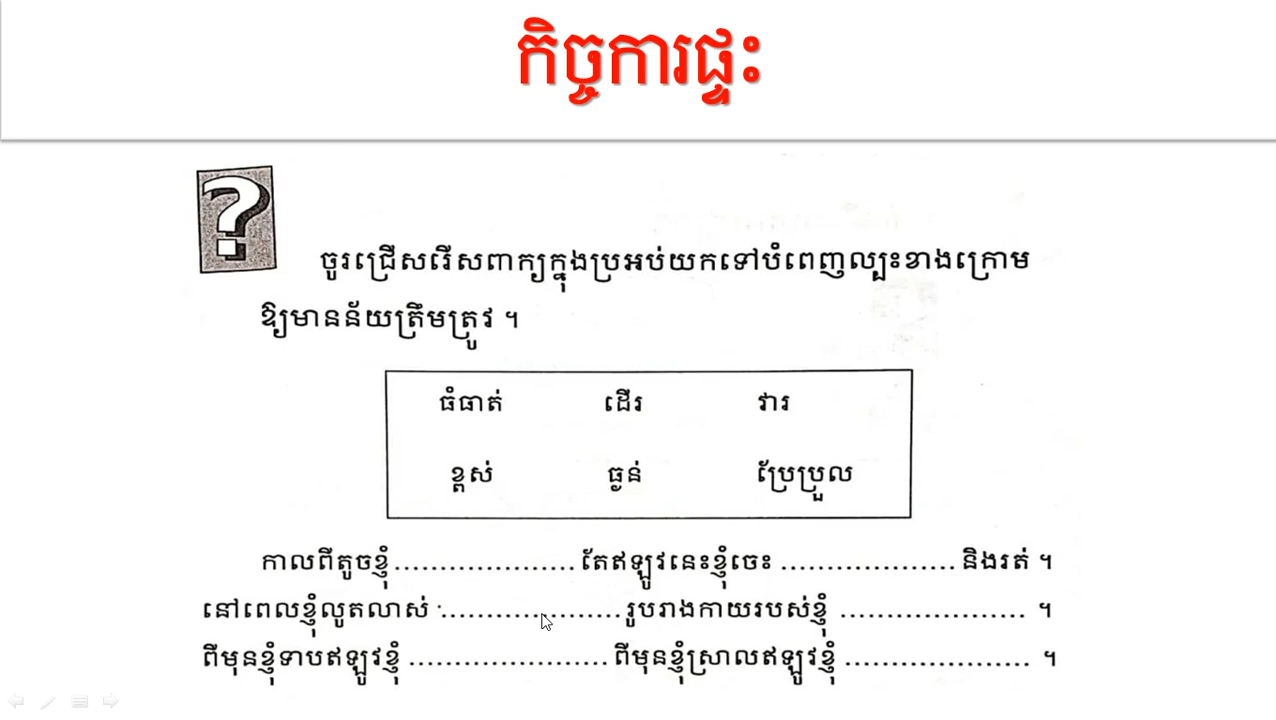 កិច្ចការផ្ទះ
ចូរជ្រើសរើសពាក្យក្នុងប្រអប់យកទៅបំពេញល្បះខាងក្រោម
ឱ្យមានន័យត្រឹមត្រូវ ។
ធំធាត់ ដើរ វារ
ខ្ពស់ ធ្ងន់ ប្រែប្រួល
កាលពីតូចខ្ញុំ.................... តែឥឡូវនេះខ្ញុំចេះ ................... និងរត់ ។
នៅពេលខ្ញុំលូតលាស់ ....................រូបរាងកាយរបស់ខ្ញុំ .................... ។
ពីមុនខ្ញុំទាបឥឡូវខ្ញុំ ...................... ពីមុនខ្ញុំស្រាលឥឡូវខ្ញុំ .................... ។